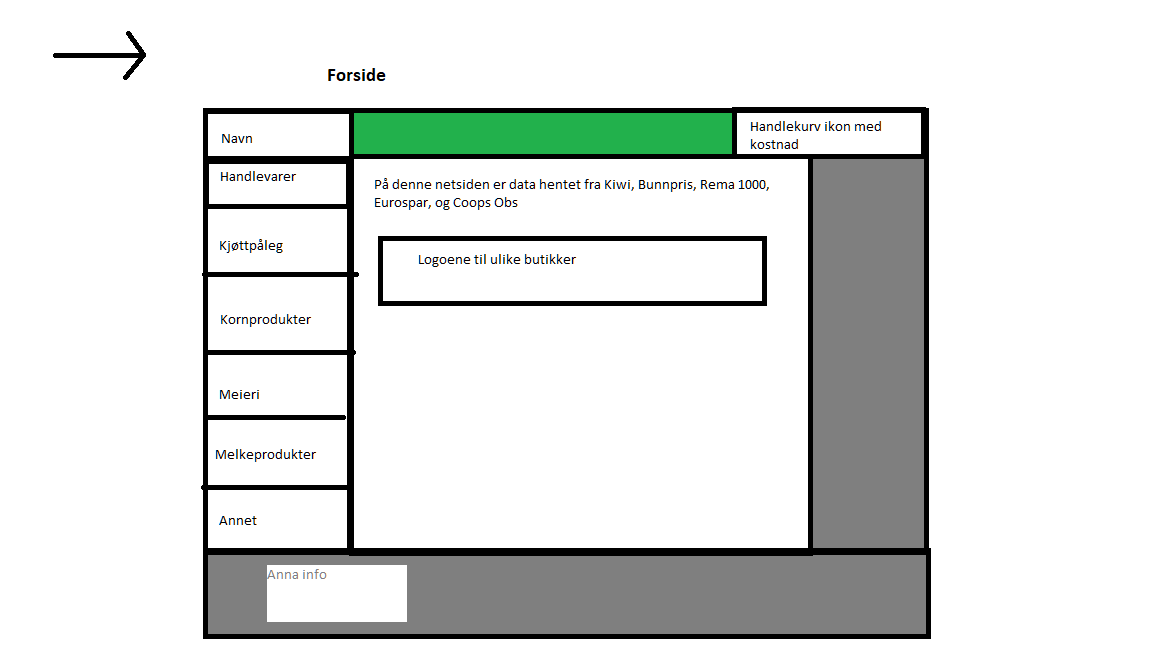 Forside
Navn
Handlekurv ikon med
kostnad
Handlevarer
På denne netsiden er data hentet fra Kiwi, Bunnpris, Rema 1000,
Eurospar, og Coops Obs
Kjøttpåleg
Logoene til ulike butikker
Kornprodukter
Meieri
Melkeprodukter
Annet
Anna info